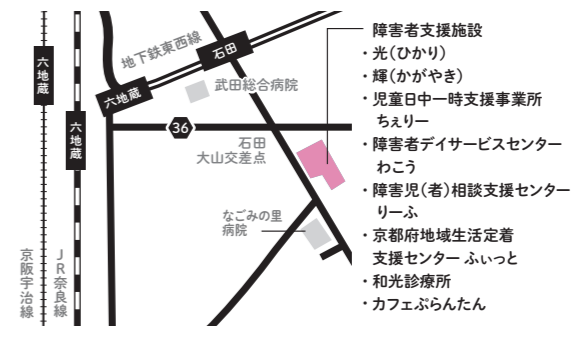 地下鉄東西線
石田
六地蔵
六地蔵
六地蔵
武田総合病院
36
石田
大山交差点
なごみの里
病院
京阪宇治線
JR奈良線
障害者支援施設
・光(ひかり)
・輝(かがやき)
・児童日中一時支援事業所
ちぇりー
・障害者デイサービスセンター
わこう
・障害児(者)相談支援センター
りーふ
・京都府地域生活定着
支援センター ふぃっと
・和光診療所
・カフェぷらんたん